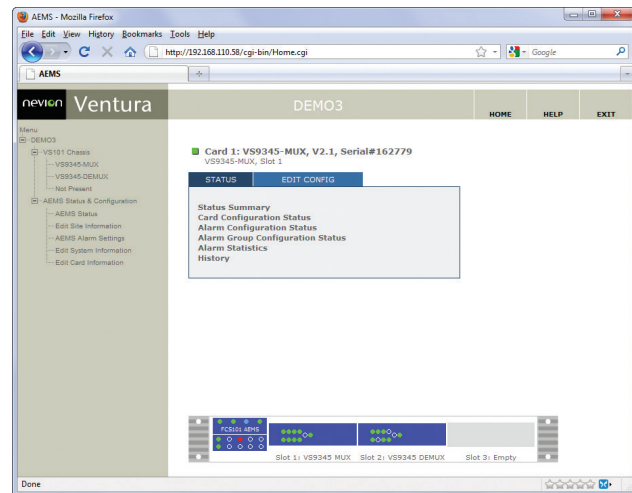 AEMS - Mozilla Firefox
File Edit View History Bookmarks Tools Help
http://192.168.110.58/cgi-bin/Home.cgi
Google
AEMS
nevion Ventura
DEMO3
HOME HELP EXIT
Menu
DEMO3
VS101 Chassis
VS9345-MUX
VS9345-DEMUX
Not Present
AEMS Status & Configuration
AEMS Status
Edit Site Information
AEMS Alarm Settings
Edit System Information
Edit Card Information
Card 1: VS9345-MUX, V2.1, Serial#162779
VS9345-MUX, Slot 1
STATUS EDIT CONFIG
Status Summary
Card Configuration Status
Alarm Configuration Status
Alarm Group Configuration Status
Alarm Statistics
History
FCS101 AEMS
Slot 1: VS9345 MUX Slot 2: VS9345 DEMUX Slot 3: Empty
Done